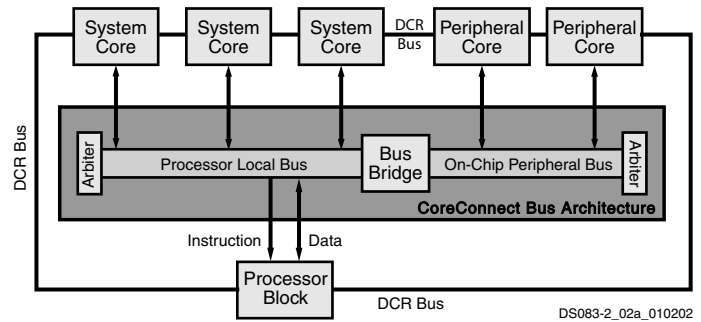 System Core
System Core
System Core
DCR Bus
Peripheral Core
Peripheral Core
DCR Bus
Arbiter
Processor Local Bus
Bus Bridge
On-Chip Peripheral Bus
Arbiter
CoreConnect Bus Architecture
Instruction
Data
Processor Block
DCR Bus
DS083-2_02a_010202